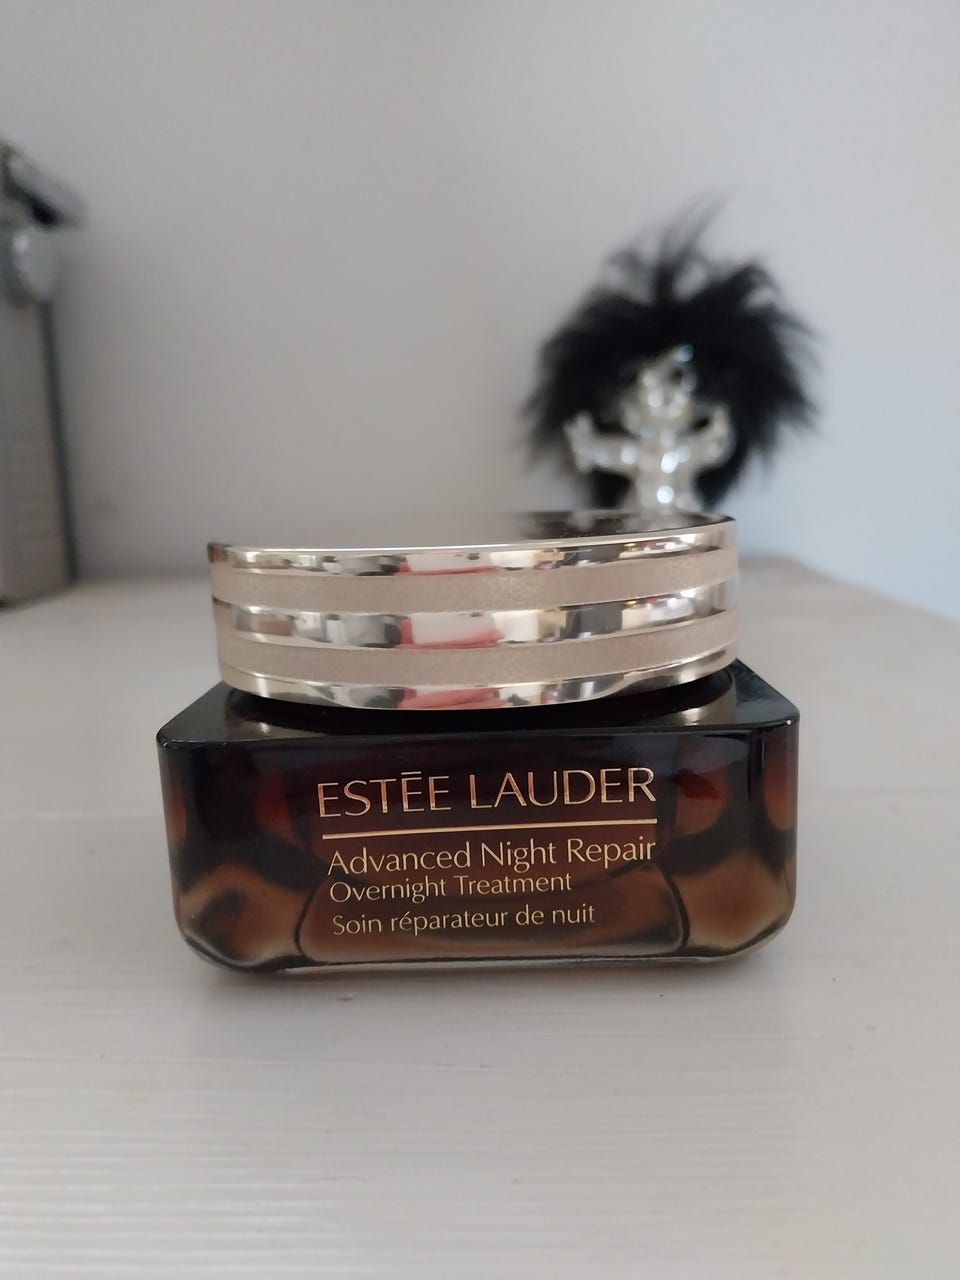 ESTĒE LAUDER
Advanced Night Repair
Overnight Treatment
Soin réparateur de nuit